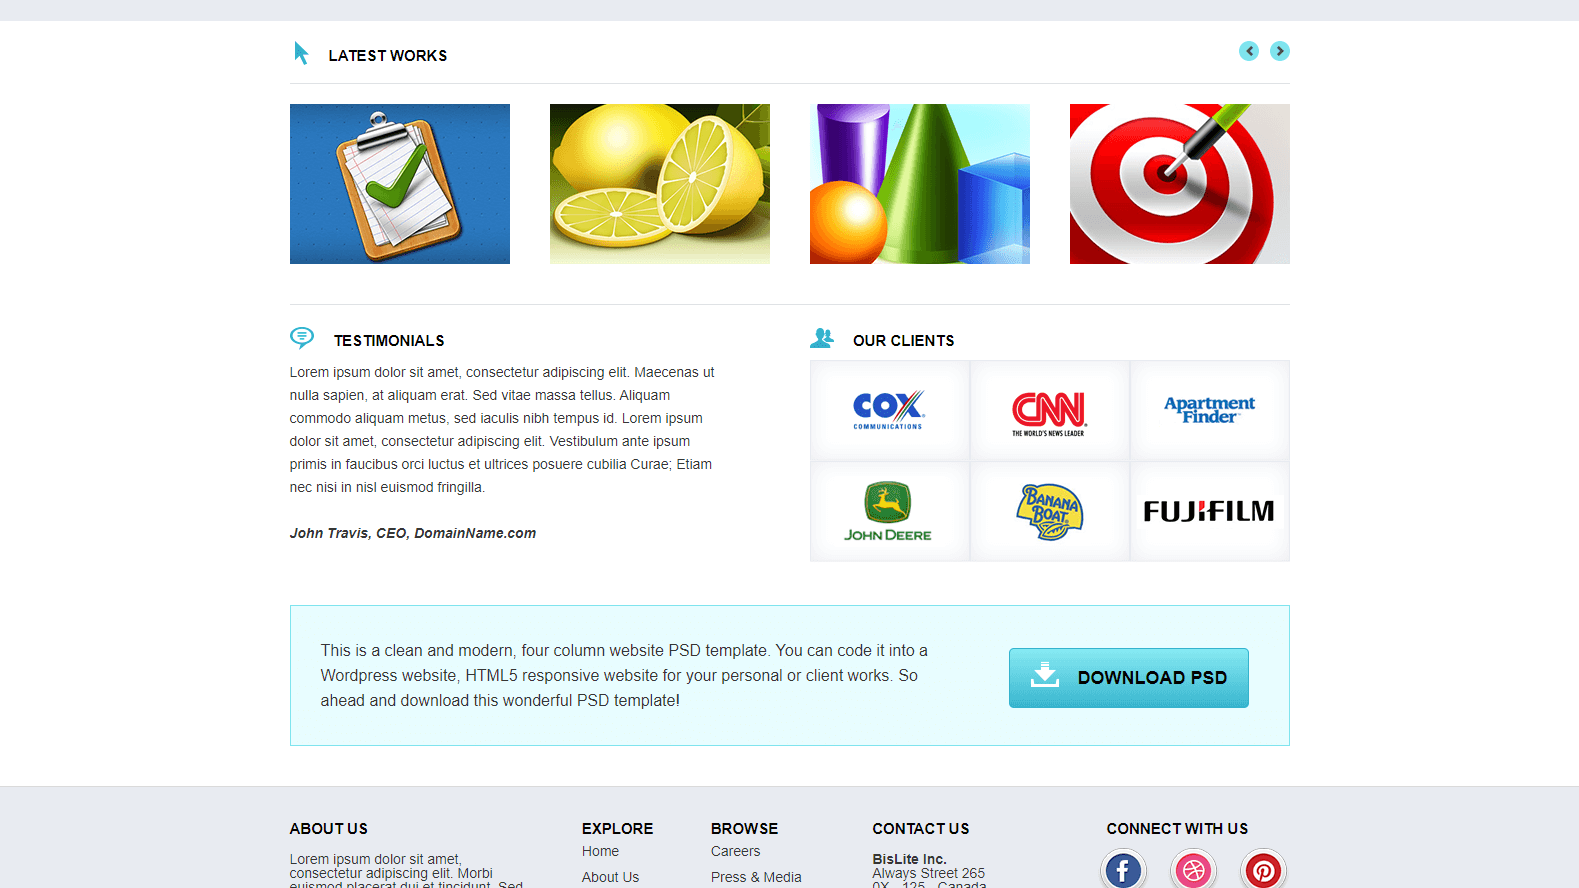 LATEST WORKS
TESTIMONIALS
Lorem ipsum dolor sit amet, consectetur adipiscing elit. Maecenas ut
nulla sapien, at aliquam erat. Sed vitae massa tellus. Aliquam
commodo aliquam metus, sed iaculis nibh tempus id. Lorem ipsum
dolor sit amet, consectetur adipiscing elit. Vestibulum ante ipsum
primis in faucibus orci luctus et ultrices posuere cubilia Curae; Etiam
nec nisi in nisl euismod fringilla.
John Travis, CEO, DomainName.com
OUR CLIENTS
COX
COMMUNICATIONS
CNN
THE WORLD'S NEWS LEADER
Apartment
Finder
JOHN DEERE
BANANA
BOAT
FUJIFILM
This is a clean and modern, four column website PSD template. You can code it into a
Wordpress website, HTML5 responsive website for your personal or client works. So
ahead and download this wonderful PSD template!
DOWNLOAD PSD
ABOUT US
Lorem ipsum dolor sit amet,
consectetur adipiscing elit. Morbi
euismod placerat dui et tincidunt. Sed
EXPLORE
Home
About Us
BROWSE
Careers
Press & Media
CONTACT US
BisLite Inc.
Always Street 265
0X - 125 - Canada
CONNECT WITH US